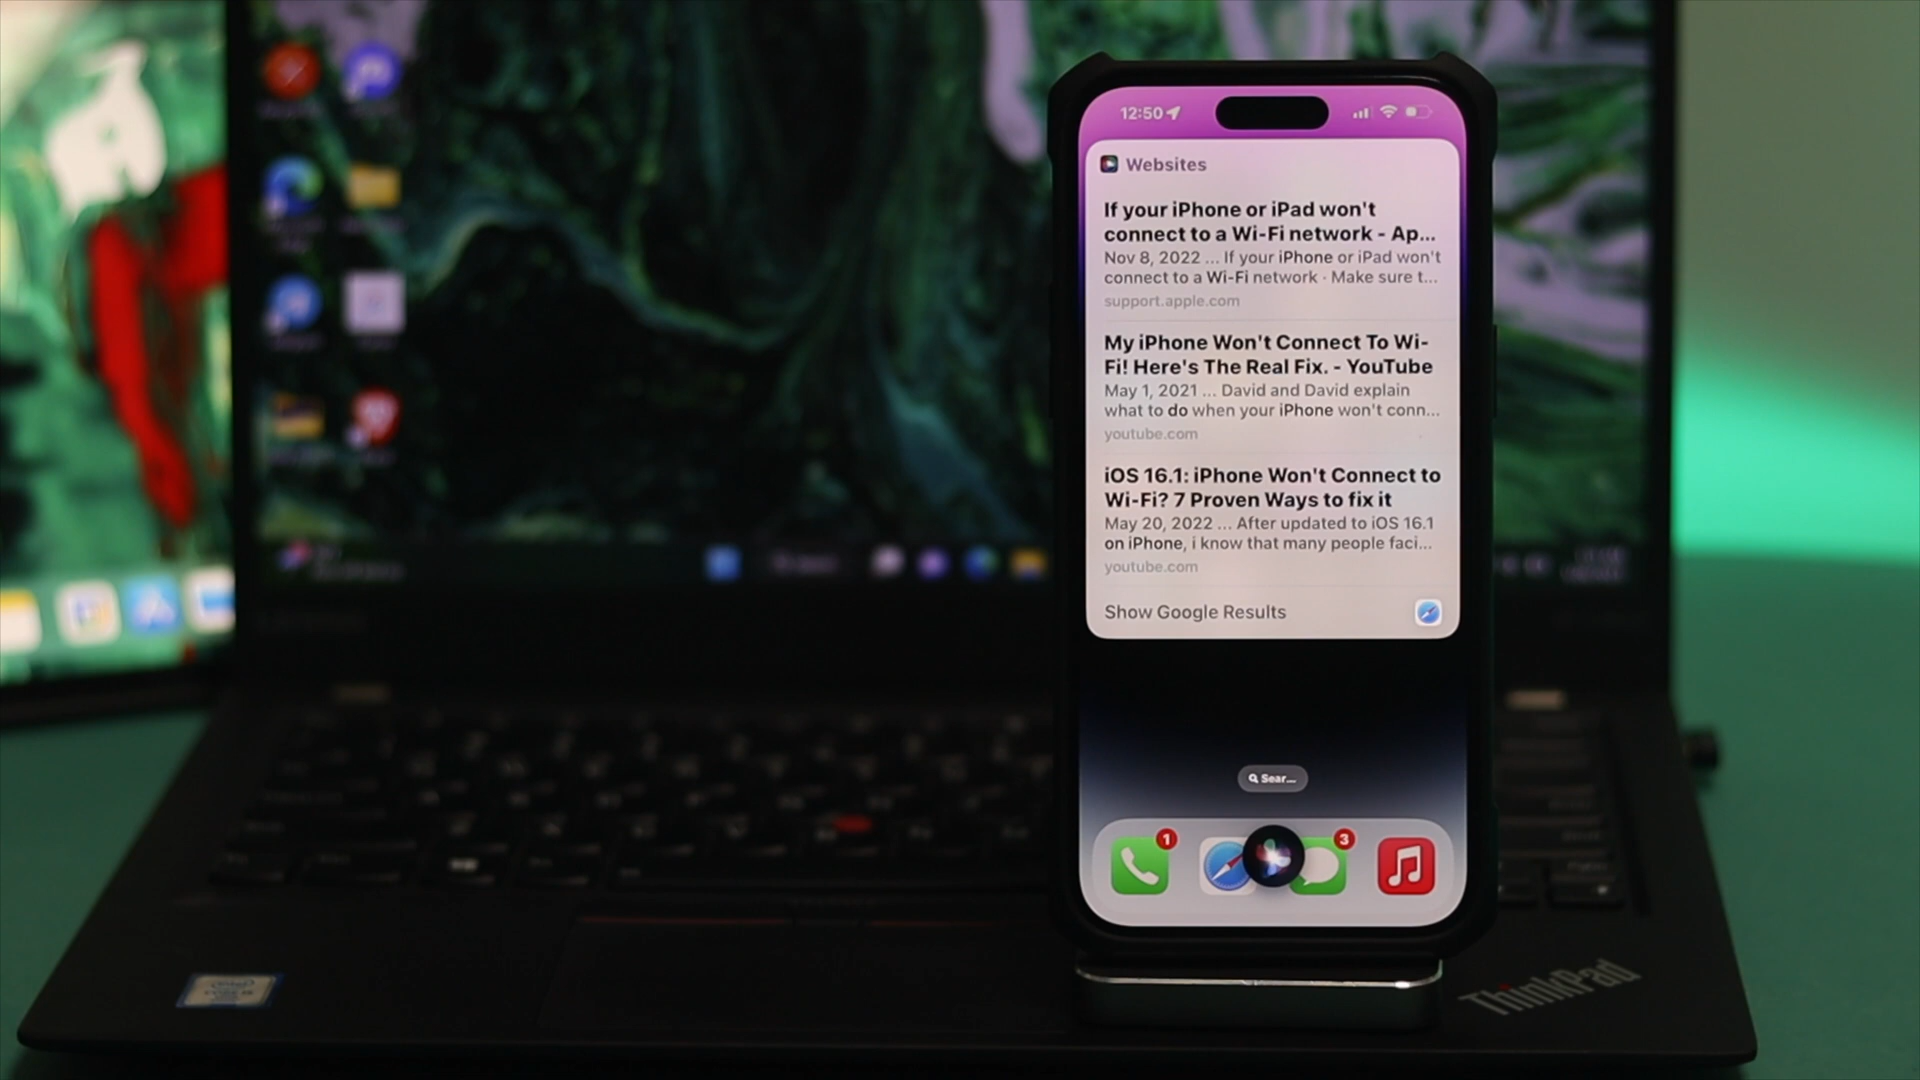 12:50
Websites
If your iPhone or iPad won't
connect to a Wi-Fi network - Ap...
Nov 8, 2022 ... If your iPhone or iPad won't
connect to a Wi-Fi network · Make sure t...
support.apple.com
My iPhone Won't Connect To Wi-
Fi! Here's The Real Fix. - YouTube
May 1, 2021 ... David and David explain
what to do when your iPhone won't conn...
youtube.com
iOS 16.1: iPhone Won't Connect to
Wi-Fi? 7 Proven Ways to fix it
May 20, 2022 ... After updated to iOS 16.1
on iPhone, i know that many people faci...
youtube.com
Show Google Results
Sear...
1
3
ThinkPad